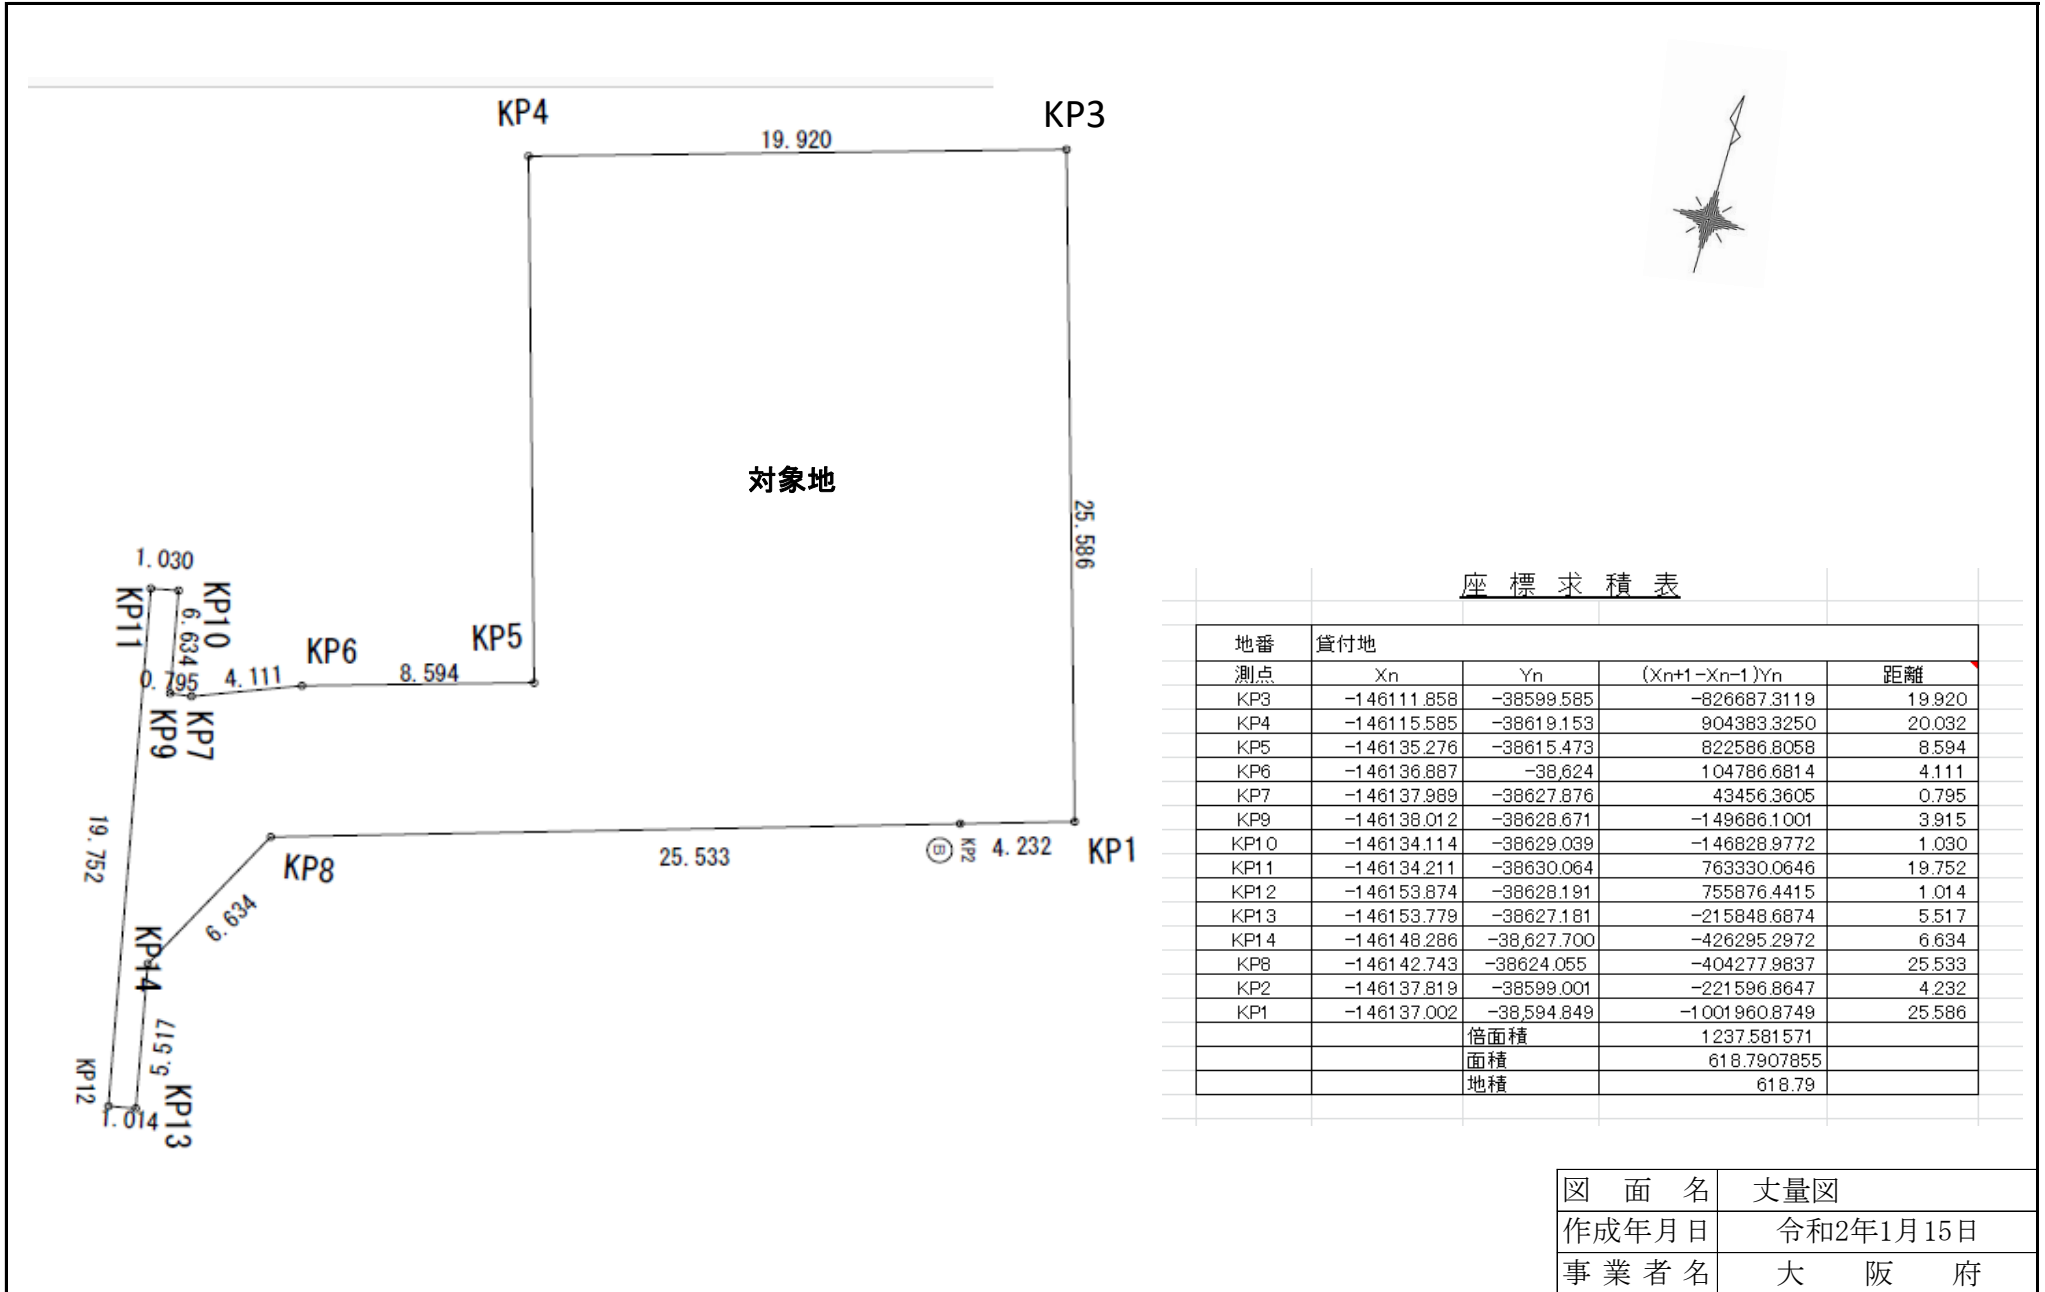 KP4
KP3
19.920
対象地
25.586
1.030
KP11
KP10
6.634
KP6
KP5
0.795
4.111
8.594
KP9
KP7
19.752
KP8
25.533
B
KP2
4.232
KP1
6.634
KP14
5.517
KP12
1.014
KP13
座標求積表
地番 貸付地
測点 Xn Yn (Xn+1-Xn-1)Yn 距離
KP3 -146111.858 -38599.585 -826687.3119 19.920
KP4 -146115.585 -38619.153 904383.3250 20.032
KP5 -146135.276 -38615.473 822586.8058 8.594
KP6 -146136.887 -38,624 104786.6814 4.111
KP7 -146137.989 -38627.876 43456.3605 0.795
KP9 -146138.012 -38628.671 -149686.1001 3.915
KP10 -146134.114 -38629.039 -146828.9772 1.030
KP11 -146134.211 -38630.064 763330.0646 19.752
KP12 -146153.874 -38628.191 755876.4415 1.014
KP13 -146153.779 -38627.181 -215848.6874 5.517
KP14 -146148.286 -38,627.700 -426295.2972 6.634
KP8 -146142.743 -38624.055 -404277.9837 25.533
KP2 -146137.819 -38599.001 -221596.8647 4.232
KP1 -146137.002 -38,594.849 -1001960.8749 25.586
倍面積 1237.581571
面積 618.7907855
地積 618.79
図面名 丈量図
作成年月日 令和2年1月15日
事業者名 大阪府